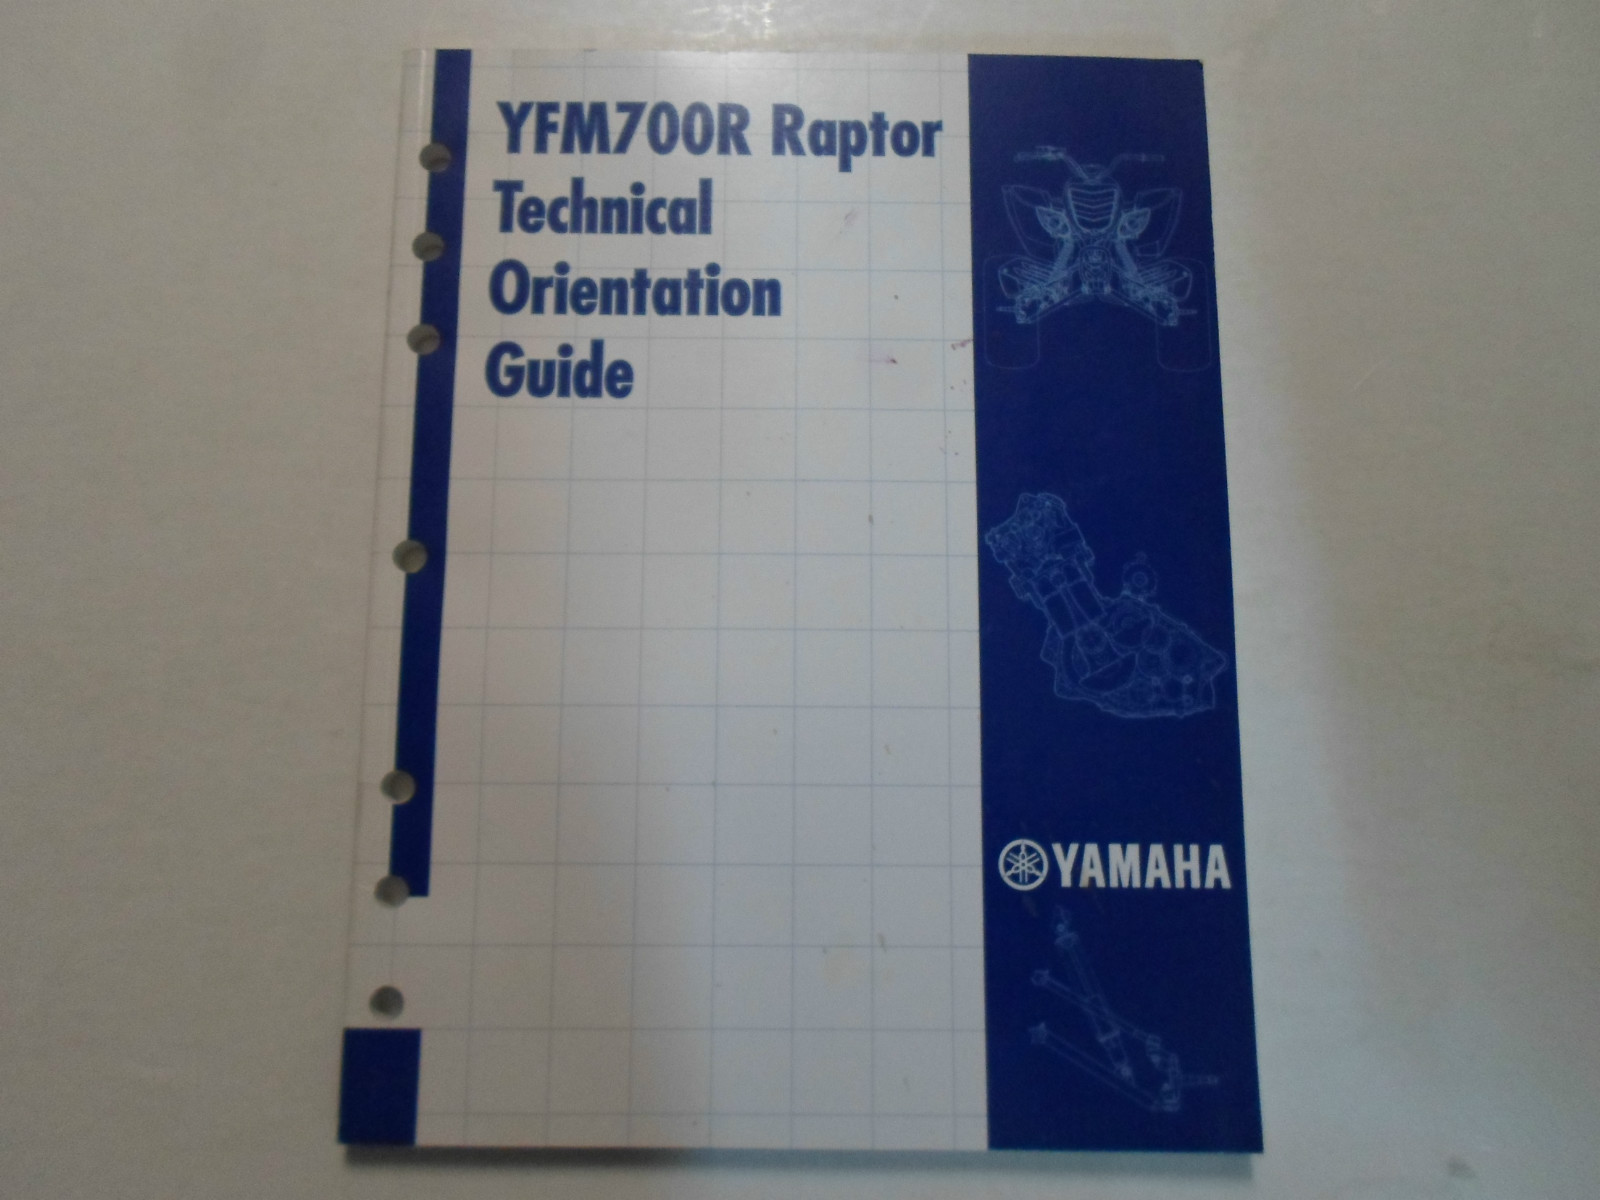 YFM700R Raptor
Technical
Orientation
Guide
YAMAHA